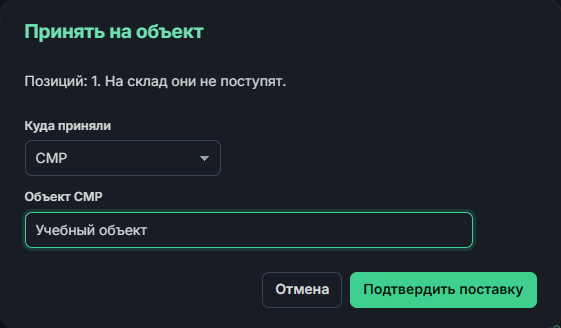 Принять на объект
Позиций: 1. На склад они не поступят.
Куда приняли
СМР
Объект СМР
Учебный объект
Отмена
Подтвердить поставку